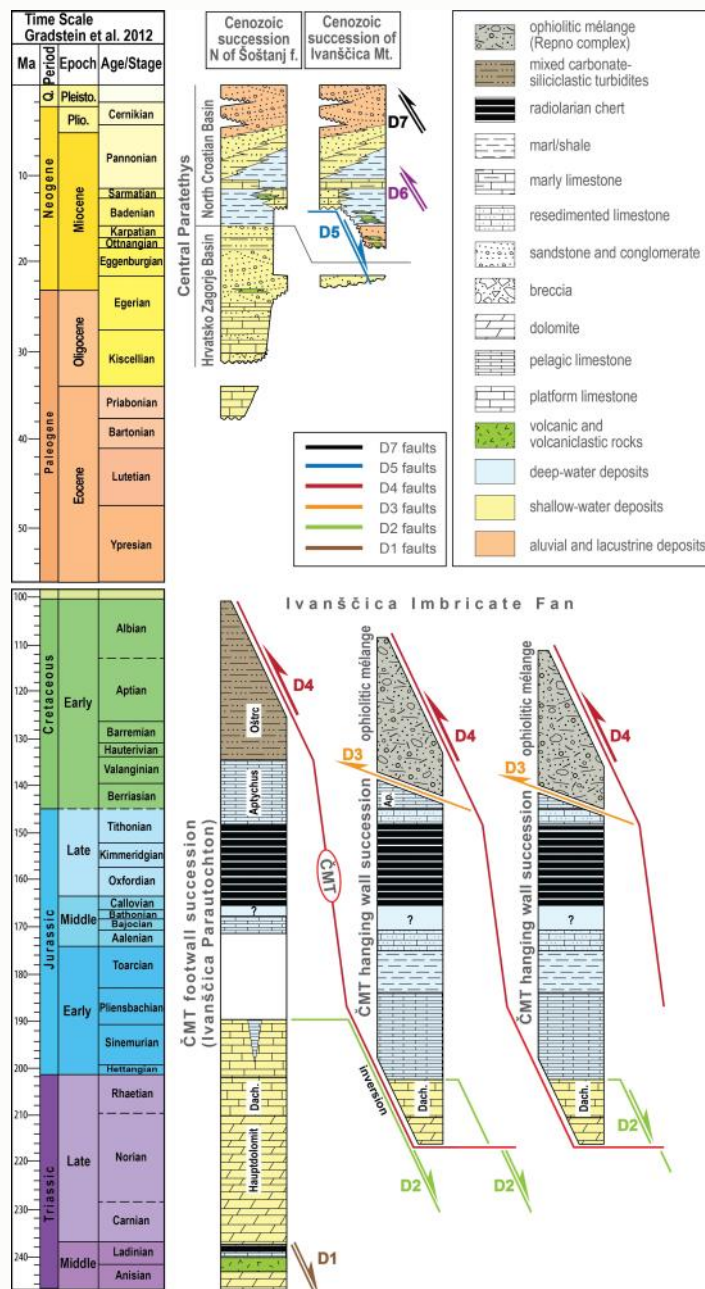 Time Scale
Gradstein et al. 2012
Ma
Period
Epoch
Age/Stage
Q.
Pleisto.
Neogene
Plio.
Cernikian
Pannonian
10
Miocene
Sarmatian
Badenian
Karpatian
Ottnangian
20
Eggenburgian
Paleogene
Oligocene
Egerian
30
Kiscellian
Eocene
Priabonian
40
Bartonian
Lutetian
50
Ypresian
Cenozoic
succession
N of Šoštanj f.
Cenozoic
succession of
Ivanščica Mt.
Central Paratethys
North Croatian Basin
Hrvatsko Zagorje Basin
D7
D6
D5
D7 faults
D5 faults
D4 faults
D3 faults
D2 faults
D1 faults
ophiolitic mélange
(Repno complex)
mixed carbonate-
siliciclastic turbidites
radiolarian chert
marl/shale
marly limestone
resedimented limestone
sandstone and conglomerate
breccia
dolomite
pelagic limestone
platform limestone
volcanic and
volcaniclastic rocks
deep-water deposits
shallow-water deposits
aluvial and lacustrine deposits
100
Cretaceous
Early
Albian
110
Aptian
120
Barremian
130
Hauterivian
Valanginian
140
Berriasian
Jurassic
Late
Tithonian
150
Kimmeridgian
160
Oxfordian
Middle
Callovian
Bathonian
Bajocian
170
Aalenian
Early
Toarcian
180
Pliensbachian
190
Sinemurian
200
Hettangian
Triassic
Late
Rhaetian
210
Norian
220
230
Carnian
Middle
Ladinian
240
Anisian
Ivanščica Imbricate Fan
ČMT footwall succession
(Ivanščica Parautochton)
Oštrc
Aptychus
?
Dach.
Hauptdolomit
D1
D4
ČMT
inversion
D2
ČMT hanging wall succession
ophiolitic mélange
D3
Ap.
?
Dach.
D4
D2
ČMT hanging wall succession
ophiolitic mélange
D3
?
Dach.
D4
D2